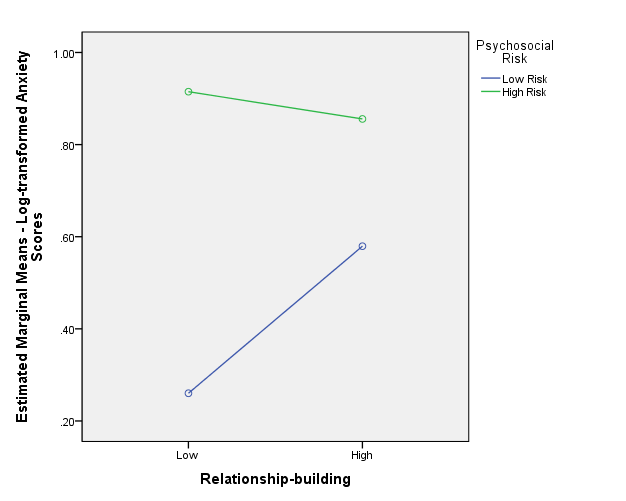 Psychosocial
Risk
Low Risk
High Risk
1.00
.80
.60
.40
.20
Estimated Marginal Means - Log-transformed Anxiety
Scores
Low
High
Relationship-building